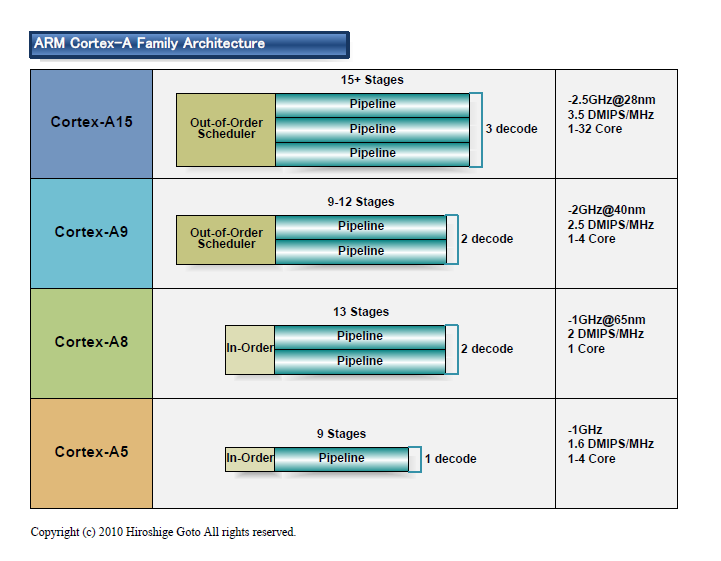 ARM Cortex-A Family Architecture
Cortex-A15
15+ Stages
Out-of-Order
Scheduler
Pipeline
Pipeline
Pipeline
3 decode
-2.5GHz@28nm
3.5 DMIPS/MHz
1-32 Core
Cortex-A9
9-12 Stages
Out-of-Order
Scheduler
Pipeline
Pipeline
2 decode
-2GHz@40nm
2.5 DMIPS/MHz
1-4 Core
Cortex-A8
13 Stages
In-Order
Pipeline
Pipeline
2 decode
-1GHz@65nm
2 DMIPS/MHz
1 Core
Cortex-A5
9 Stages
In-Order
Pipeline
1 decode
-1GHz
1.6 DMIPS/MHz
1-4 Core
Copyright (c) 2010 Hiroshige Goto All rights reserved.